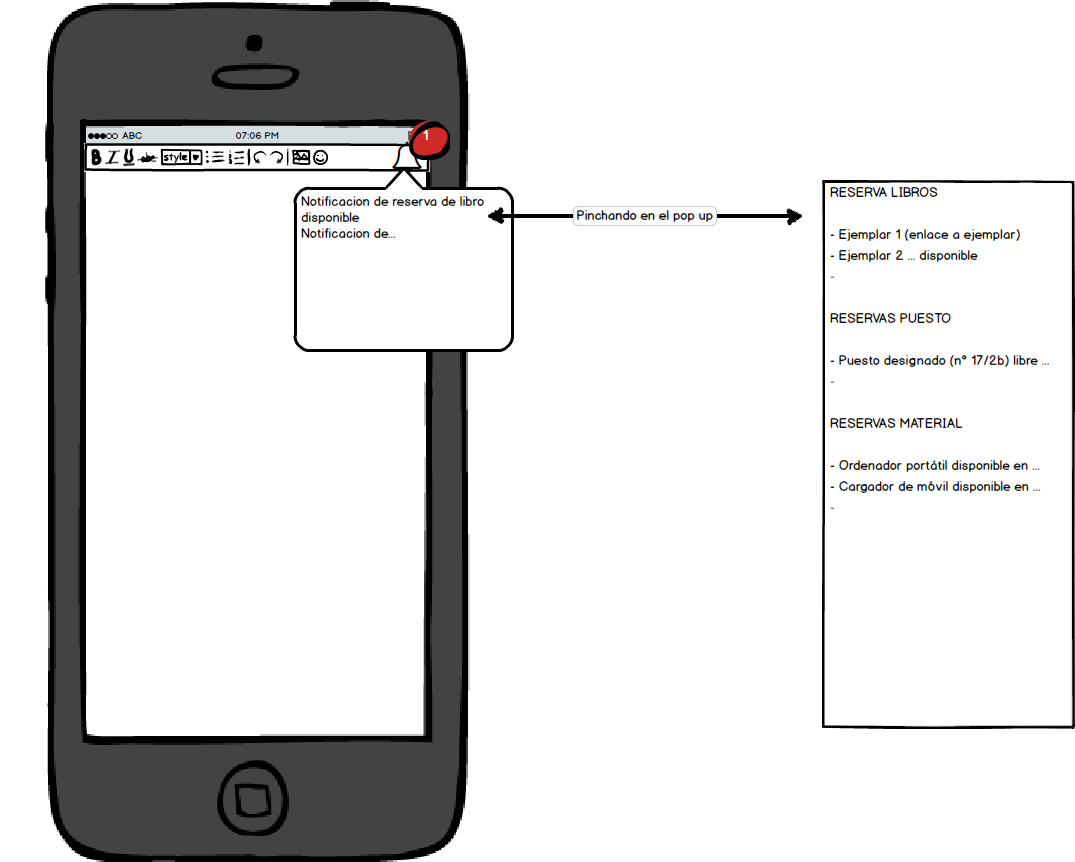 ABC 07:06 PM
1
B I U abc style
Notificacion de reserva de libro
disponible
Notificacion de...
Pinchando en el pop up
RESERVA LIBROS
- Ejemplar 1 (enlace a ejemplar)
- Ejemplar 2 ... disponible
-
RESERVAS PUESTO
- Puesto designado (nº 17/2b) libre ...
-
RESERVAS MATERIAL
- Ordenador portátil disponible en ...
- Cargador de móvil disponible en ...
-